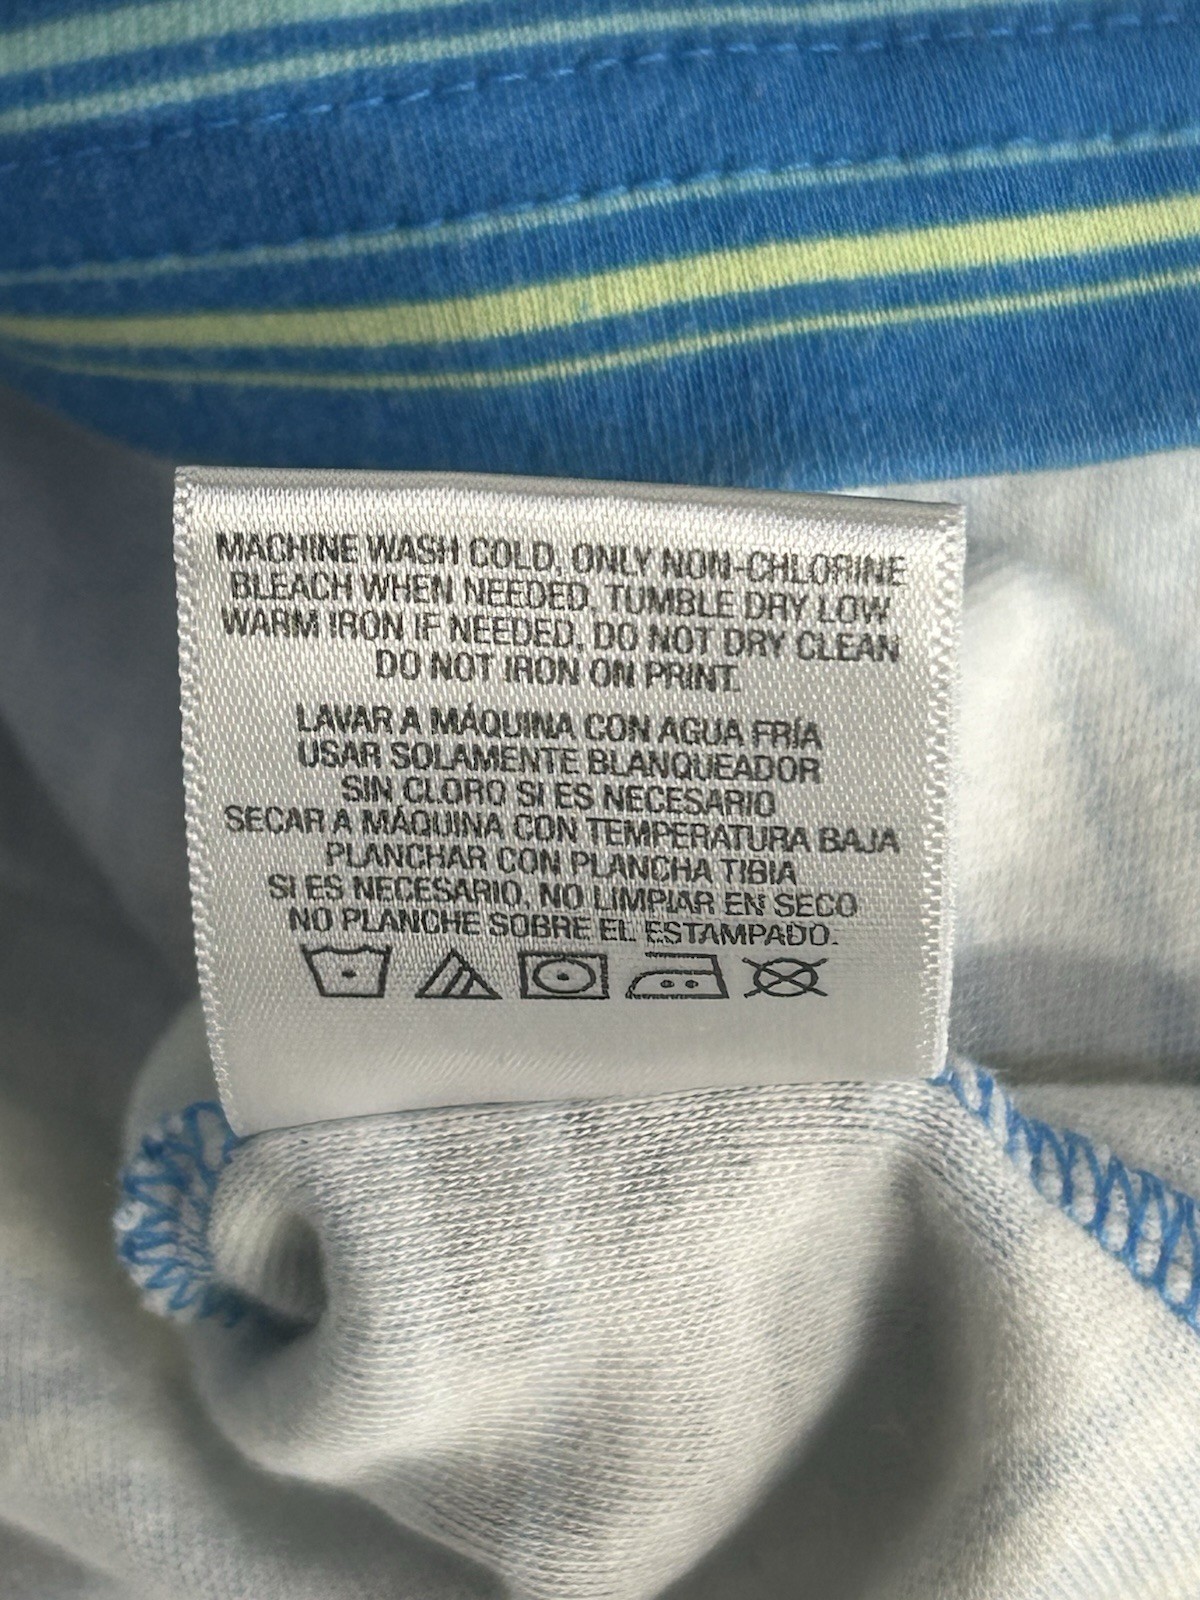 MACHINE WASH COLD, ONLY NON-CHLORINE
BLEACH WHEN NEEDED, TUMBLE DRY LOW
WARM IRON IF NEEDED, DO NOT DRY CLEAN
DO NOT IRON ON PRINT.
LAVAR A MÁQUINA CON AGUA FRÍA
USAR SOLAMENTE BLANQUEADOR
SIN CLORO SI ES NECESARIO
SECAR A MÁQUINA CON TEMPERATURA BAJA
PLANCHAR CON PLANCHA TIBIA
SI ES NECESARIO, NO LIMPIAR EN SECO
NO PLANCHE SOBRE EL ESTAMPADO.